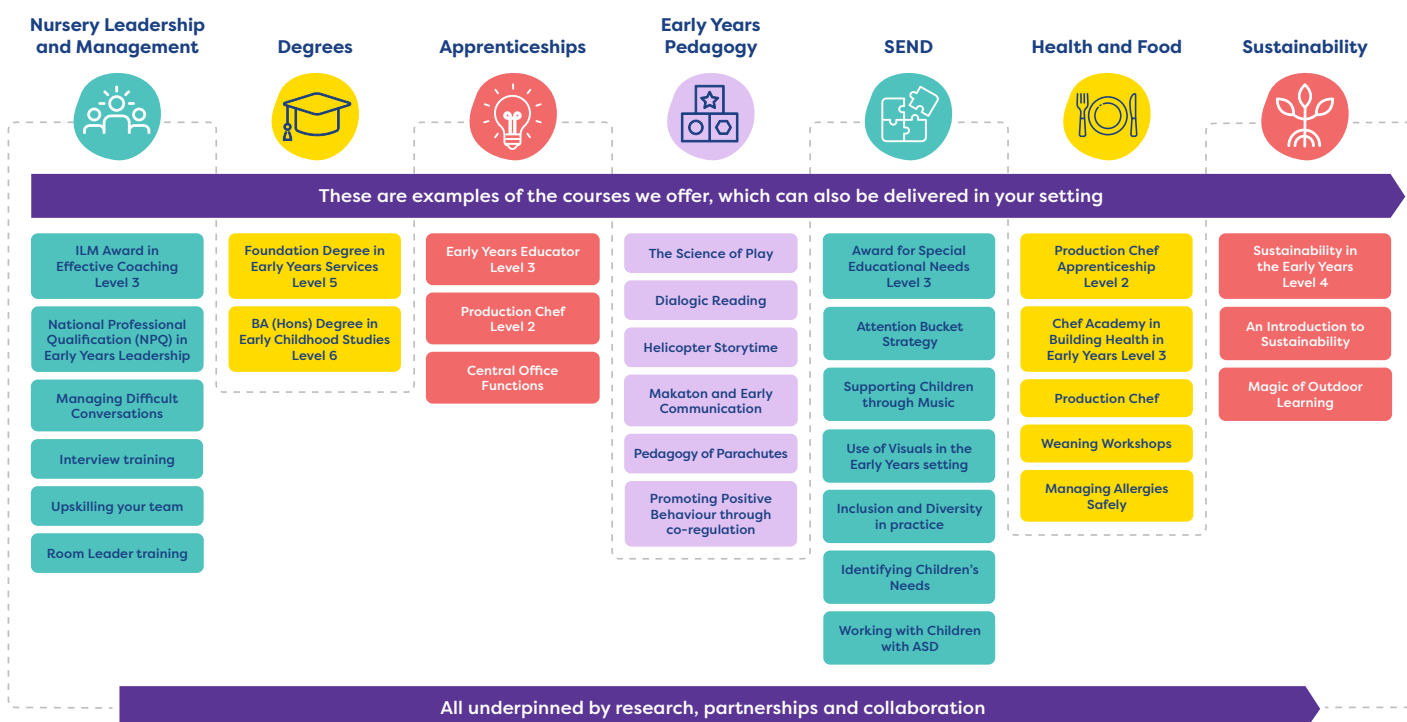 Nursery Leadership
and Management
Degrees
Apprenticeships
Early Years
Pedagogy
SEND
Health and Food
Sustainability
These are examples of the courses we offer, which can also be delivered in your setting
ILM Award in
Effective Coaching
Level 3
National Professional
Qualification (NPQ) in
Early Years Leadership
Managing Difficult
Conversations
Interview training
Upskilling your team
Room Leader training
Foundation Degree in
Early Years Services
Level 5
BA (Hons) Degree in
Early Childhood Studies
Level 6
Early Years Educator
Level 3
Production Chef
Level 2
Central Office
Functions
The Science of Play
Dialogic Reading
Helicopter Storytime
Makaton and Early
Communication
Pedagogy of Parachutes
Promoting Positive
Behaviour through
co-regulation
Award for Special
Educational Needs
Level 3
Attention Bucket
Strategy
Supporting Children
through Music
Use of Visuals in the
Early Years setting
Inclusion and Diversity
in practice
Identifying Children's
Needs
Working with Children
with ASD
Production Chef
Apprenticeship
Level 2
Chef Academy in
Building Health in
Early Years Level 3
Production Chef
Weaning Workshops
Managing Allergies
Safely
Sustainability in
the Early Years
Level 4
An Introduction to
Sustainability
Magic of Outdoor
Learning
All underpinned by research, partnerships and collaboration